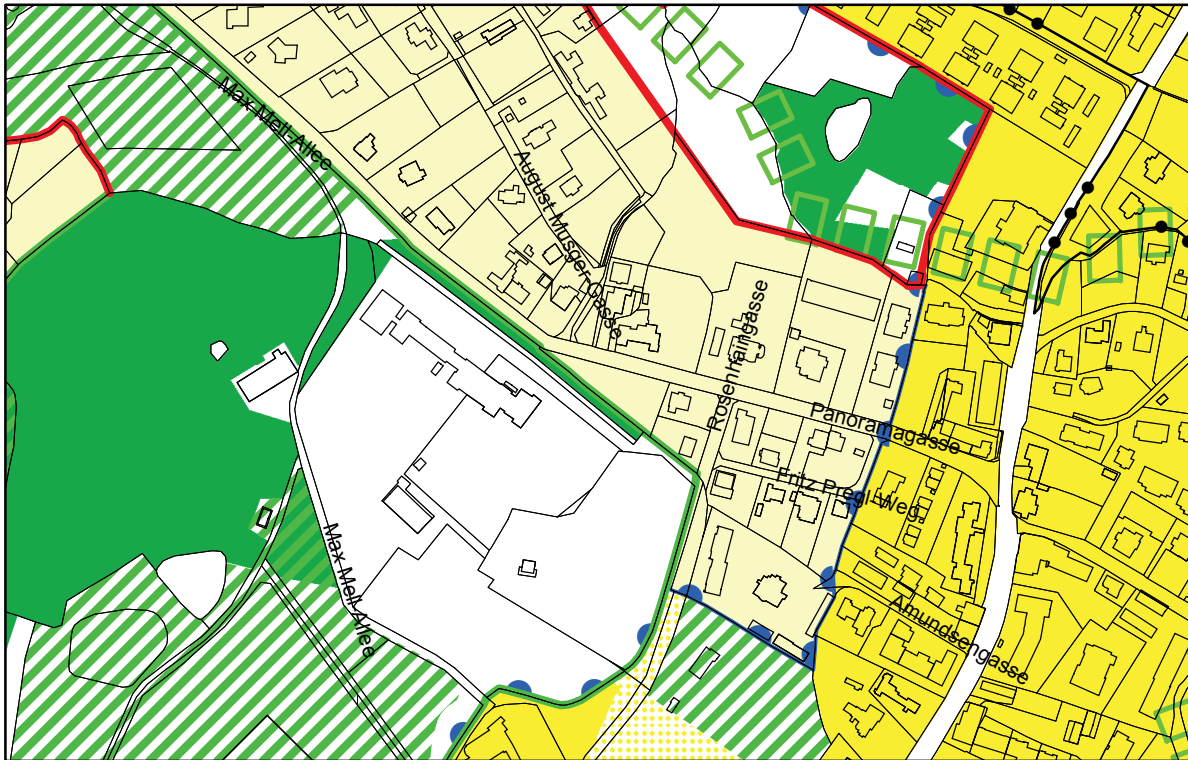 Max-Mell-Allee
August-Musger-Gasse
Rosenhaingasse
Panoramagasse
Fritz-Pregl-Weg
Max-Mell-Allee
Amundsengasse